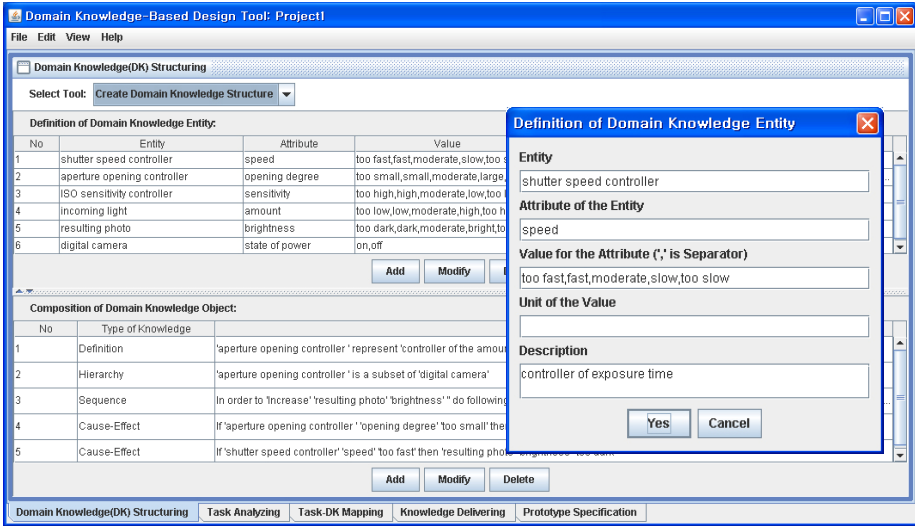 Domain Knowledge-Based Design Tool: Project1
File Edit View Help
Domain Knowledge(DK) Structuring
Select Tool: Create Domain Knowledge Structure
Definition of Domain Knowledge Entity:
No Entity Attribute Value
1 shutter speed controller speed too fast,fast,moderate,slow,too s
2 aperture opening controller opening degree too small,small,moderate,large,
3 ISO sensitivity controller sensitivity too high,high,moderate,low,too l
4 incoming light amount too low,low,moderate,high,too h
5 resulting photo brightness too dark,dark,moderate,bright,to
6 digital camera state of power on,off
Add Modify
Composition of Domain Knowledge Object:
No Type of Knowledge
1 Definition 'aperture opening controller ' represent 'controller of the amou
2 Hierarchy 'aperture opening controller ' is a subset of 'digital camera'
3 Sequence In order to 'Increase' 'resulting photo' 'brightness' '' do following
4 Cause-Effect If 'aperture opening controller ' 'opening degree' 'too small' the
5 Cause-Effect If 'shutter speed controller' 'speed' 'too fast' then 'resulting photo' 'brightness' 'too dark'
Add Modify Delete
Domain Knowledge(DK) Structuring Task Analyzing Task-DK Mapping Knowledge Delivering Prototype Specification
Definition of Domain Knowledge Entity
Entity
shutter speed controller
Attribute of the Entity
speed
Value for the Attribute (',' is Separator)
too fast,fast,moderate,slow,too slow
Unit of the Value
Description
controller of exposure time
Yes Cancel